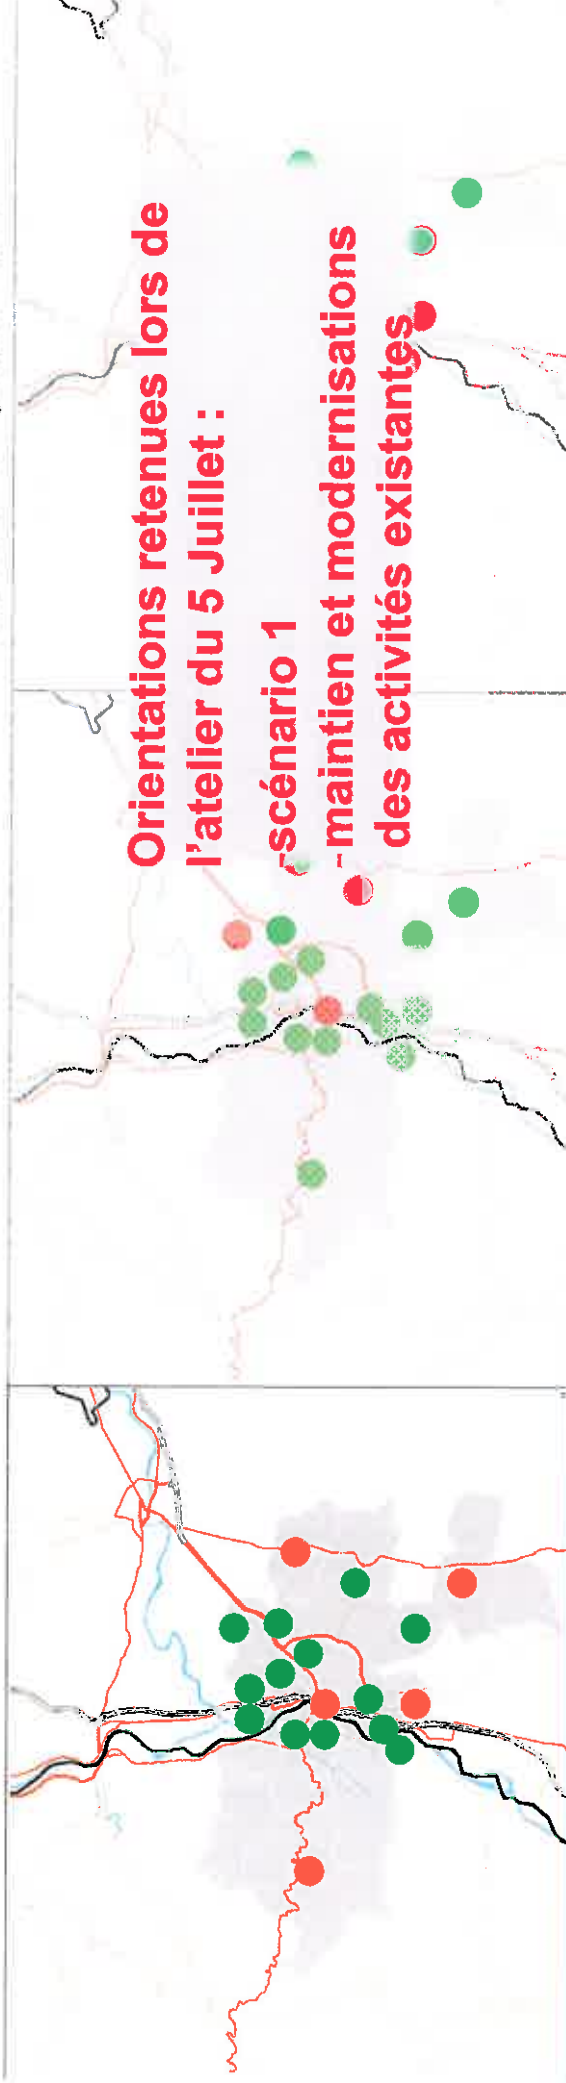 Orientations retenues lors de
l'atelier du 5 Juillet :
-scénario 1
-maintien et modernisations
des activités existantes